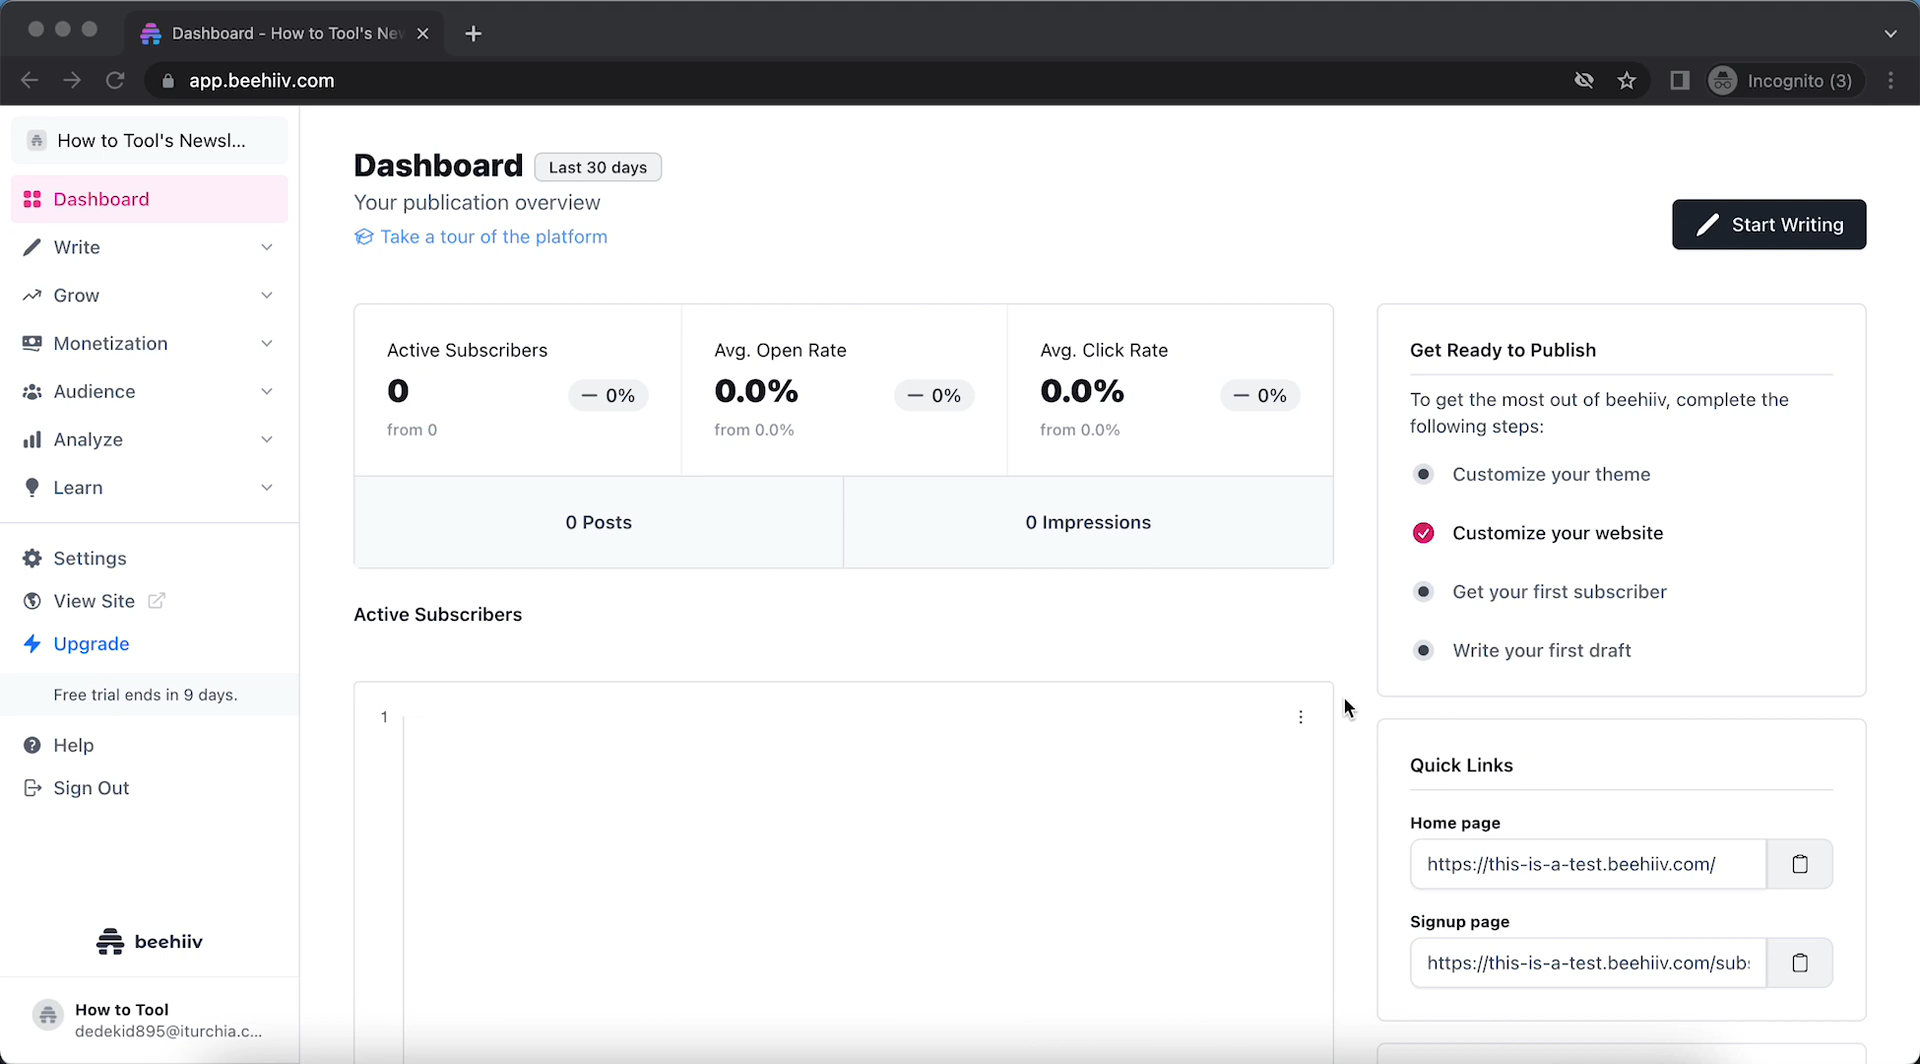 Dashboard - How to Tool's Nev
app.beehiiv.com
Incognito (3)
How to Tool's Newsl...
Dashboard
Write
Grow
Monetization
Audience
Analyze
Learn
Settings
View Site
Upgrade
Free trial ends in 9 days.
Help
Sign Out
beehiiv
How to Tool
dedekid895@iturchia.c...
Dashboard
Last 30 days
Your publication overview
Take a tour of the platform
Start Writing
Active Subscribers
0
— 0%
from 0
Avg. Open Rate
0.0%
— 0%
from 0.0%
Avg. Click Rate
0.0%
— 0%
from 0.0%
0 Posts
0 Impressions
Active Subscribers
1
Get Ready to Publish
To get the most out of beehiiv, complete the
following steps:
Customize your theme
Customize your website
Get your first subscriber
Write your first draft
Quick Links
Home page
https://this-is-a-test.beehiiv.com/
Signup page
https://this-is-a-test.beehiiv.com/subs